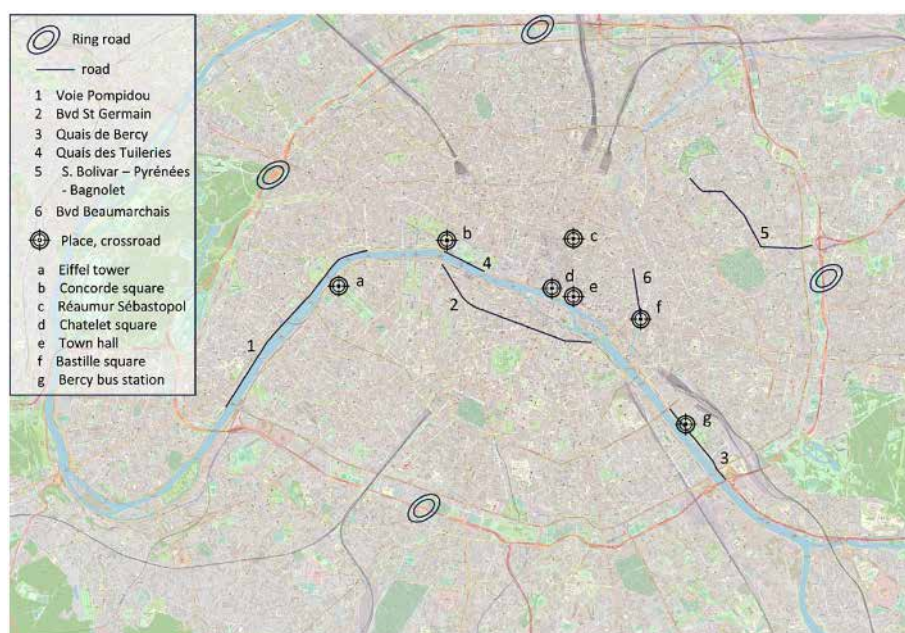 Ring road
road
1 Voie Pompidou
2 Bvd St Germain
3 Quais de Bercy
4 Quais des Tuileries
5 S. Bolivar – Pyrénées
- Bagnolet
6 Bvd Beaumarchais
Place, crossroad
a Eiffel tower
b Concorde square
c Réaumur Sébastopol
d Chatelet square
e Town hall
f Bastille square
g Bercy bus station
b
c
5
4
a
d
6
e
2
f
1
g
3